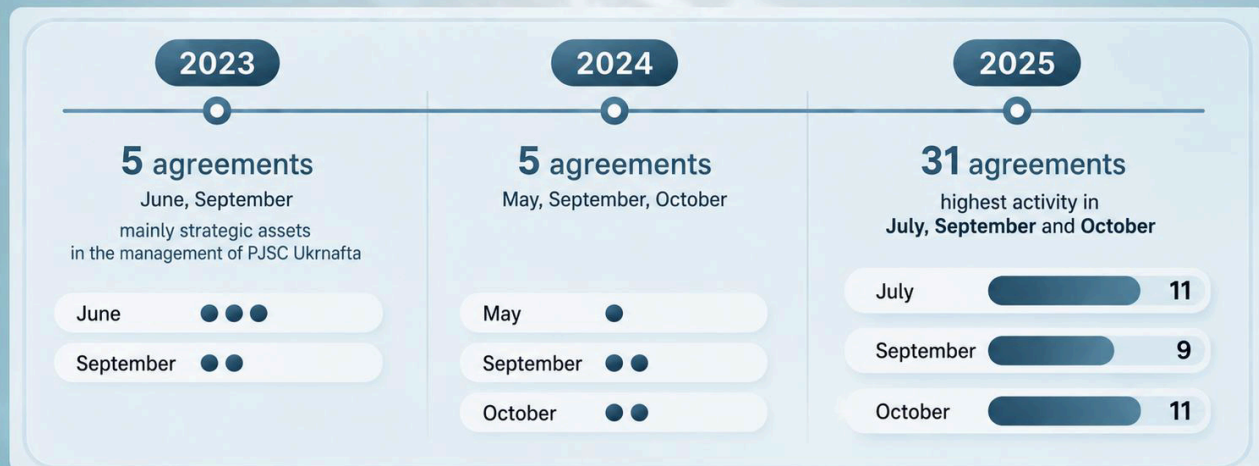 2023
5 agreements
June, September
mainly strategic assets
in the management of PJSC Ukrnafta
June
September
2024
5 agreements
May, September, October
May
September
October
2025
31 agreements
highest activity in
July, September and October
July 11
September 9
October 11